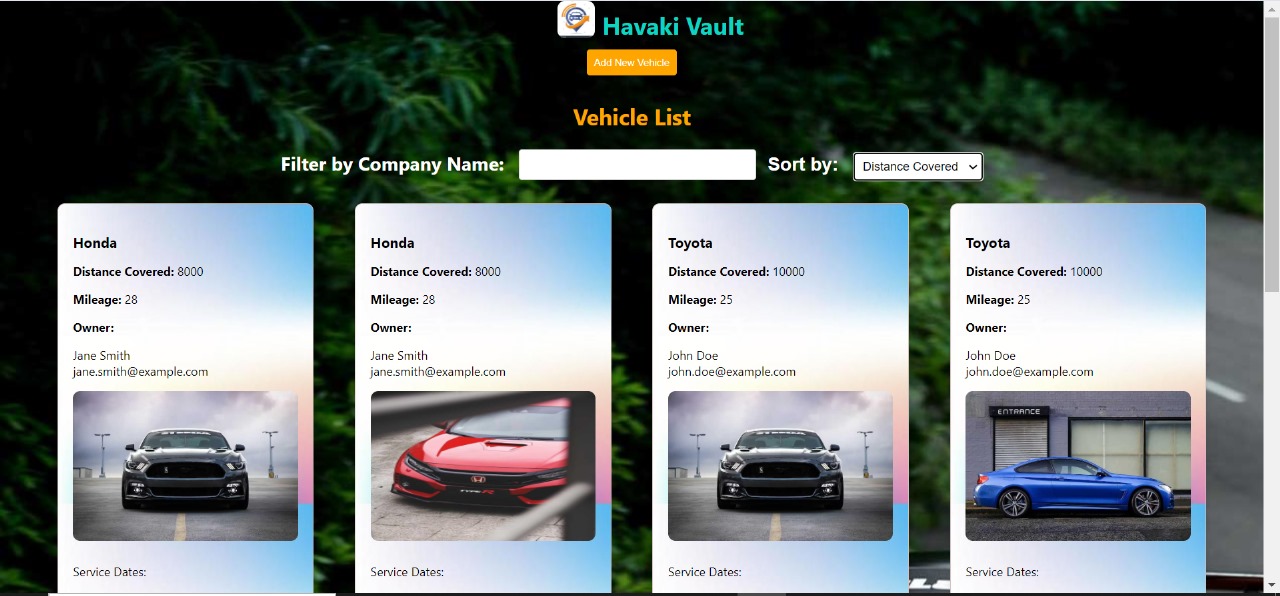 Havaki Vault
Add New Vehicle
Vehicle List
Filter by Company Name:
Sort by: Distance Covered
Honda
Distance Covered: 8000
Mileage: 28
Owner:
Jane Smith
jane.smith@example.com
Service Dates:
Honda
Distance Covered: 8000
Mileage: 28
Owner:
Jane Smith
jane.smith@example.com
TYPE R
Service Dates:
Toyota
Distance Covered: 10000
Mileage: 25
Owner:
John Doe
john.doe@example.com
Service Dates:
Toyota
Distance Covered: 10000
Mileage: 25
Owner:
John Doe
john.doe@example.com
ENTRANCE
Service Dates: